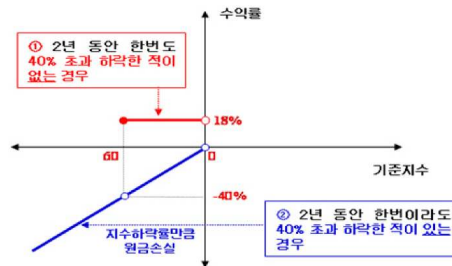 수익률
① 2년 동안 한번도
40% 초과 하락한 적이
없는 경우
18%
60
0
기준지수
-40%
지수하락률만큼
원금손실
② 2년 동안 한번이라도
40% 초과 하락한 적이 있는
경우